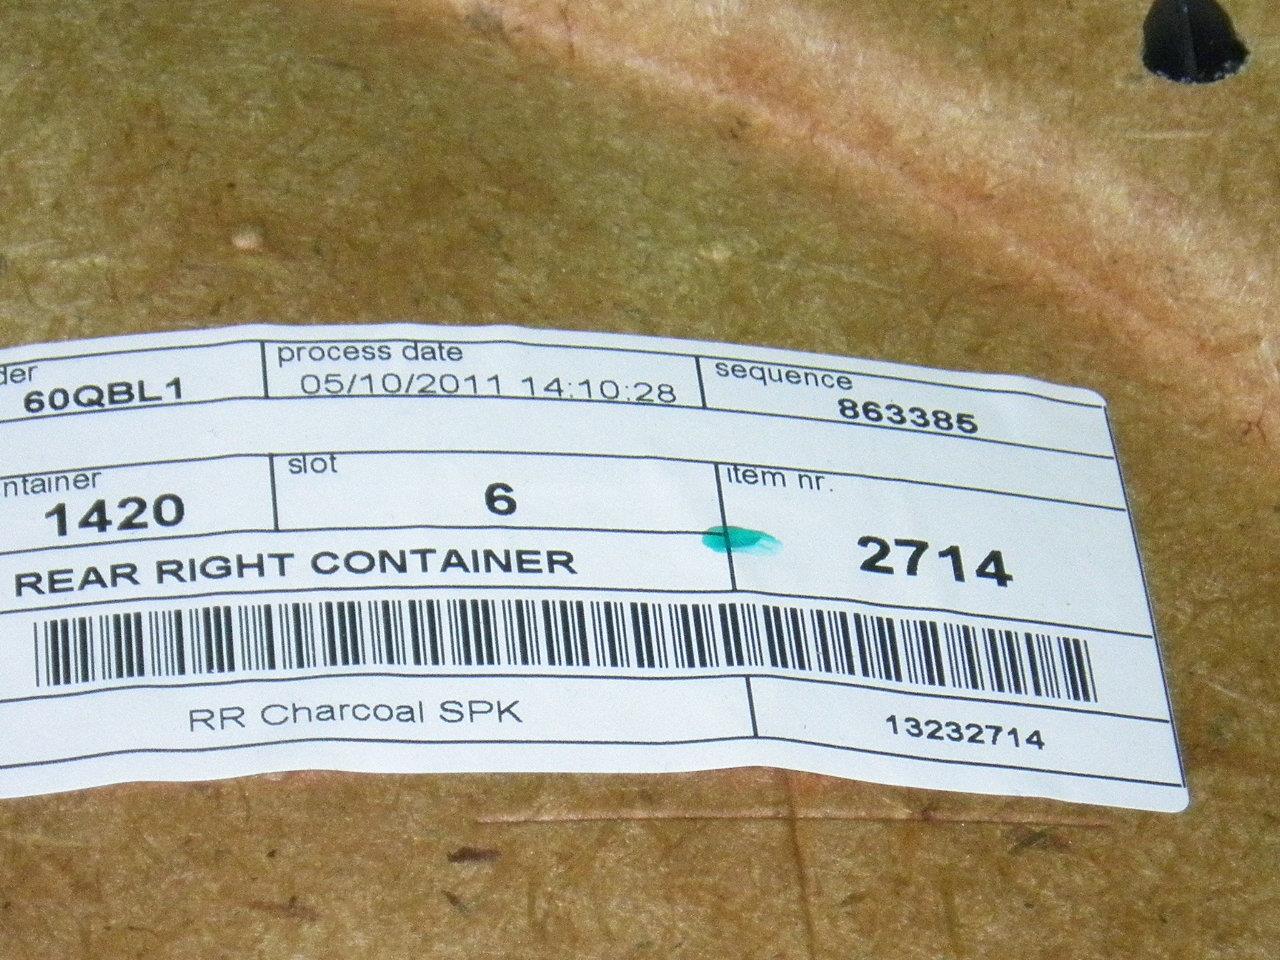 der
60QBL1
process date
05/10/2011 14:10:28
sequence
863385
ntainer
1420
slot
6
item nr.
2714
REAR RIGHT CONTAINER
RR Charcoal SPK
13232714